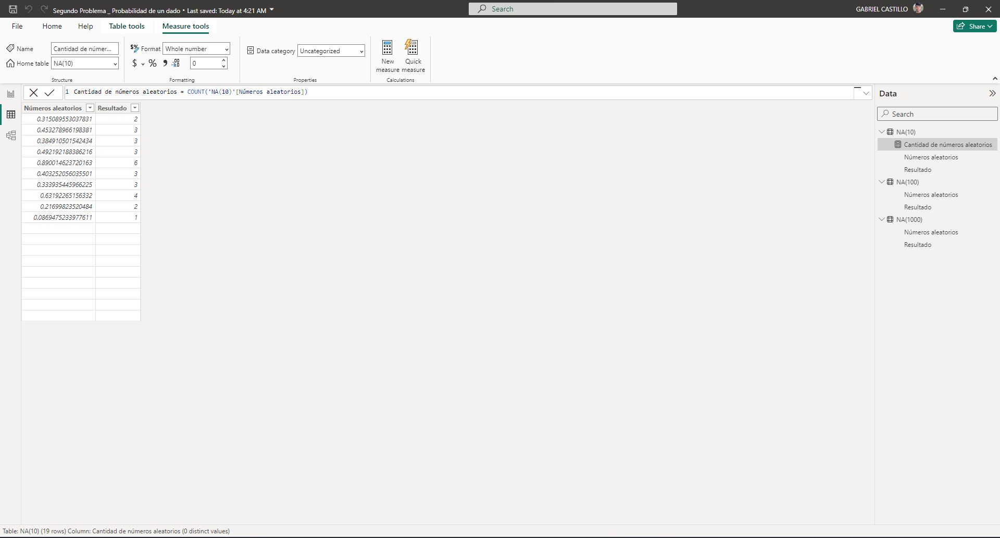 Segundo Problema _ Probabilidad de un dado • Last saved: Today at 4:21 AM
Search
GABRIEL CASTILLO
File Home Help Table tools Measure tools
Share
Name Cantidad de númer...
Home table NA(10)
Structure
Format Whole number
$ % 0
Formatting
Data category Uncategorized
Properties
New measure
Quick measure
Calculations
1 Cantidad de números aleatorios = COUNT('NA(10)'[Números aleatorios])
Números aleatorios Resultado
0.315089553037831 2
0.453278966198381 3
0.384910501542434 3
0.492192188386216 3
0.890014623720163 6
0.403252056035501 3
0.333935445966225 3
0.63192265156332 4
0.21699823520484 2
0.0869475233977611 1
Data
Search
NA(10)
Cantidad de números aleatorios
Números aleatorios
Resultado
NA(100)
Números aleatorios
Resultado
NA(1000)
Números aleatorios
Resultado
Table: NA(10) (19 rows) Column: Cantidad de números aleatorios (0 distinct values)